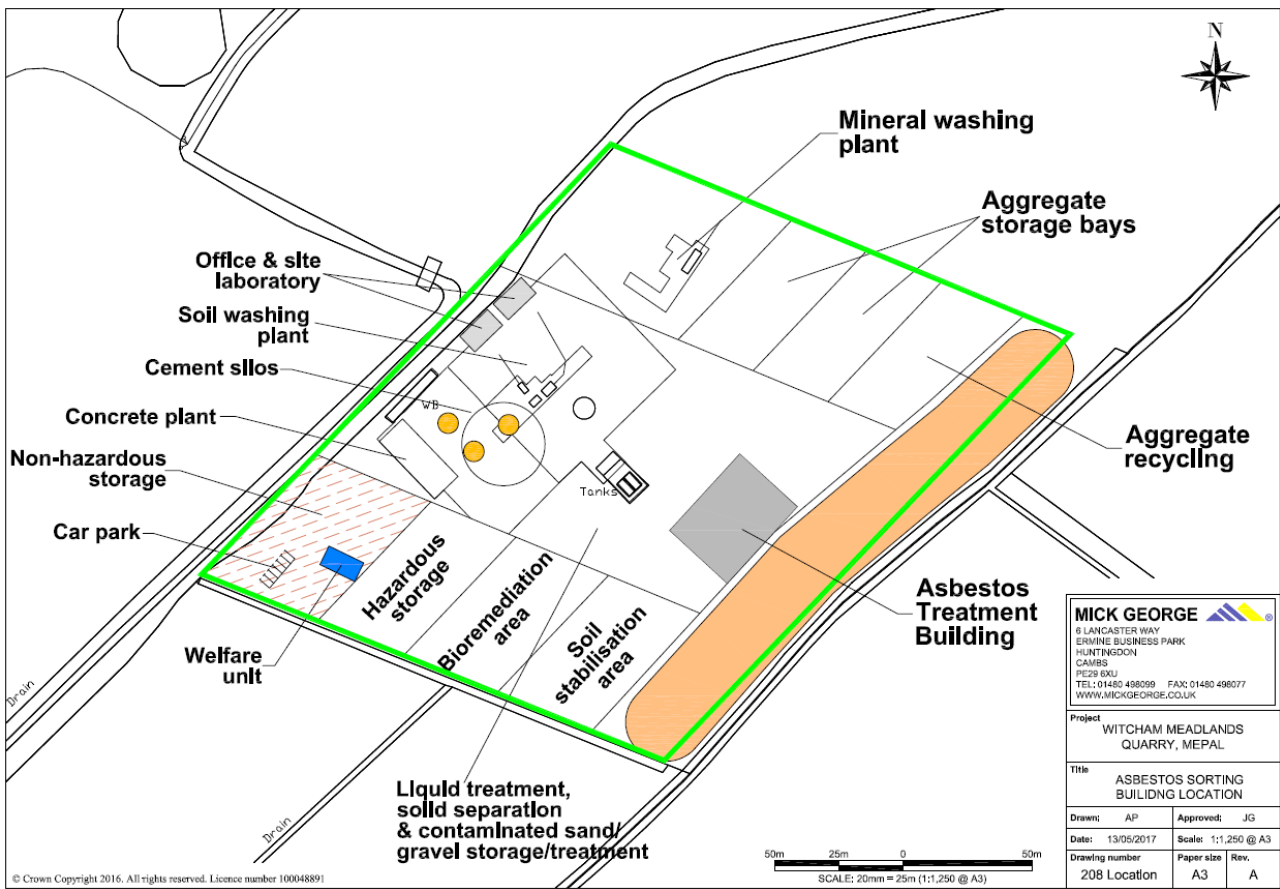 N
Mineral washing
plant
Aggregate
storage bays
Office & site
laboratory
Soil washing
plant
Cement silos
WB
Concrete plant
Non-hazardous
storage
Car park
Tanks
Aggregate
recycling
Hazardous
storage
Bioremediation
area
Soil
stabilisation
area
Asbestos
Treatment
Building
Welfare
unit
Drain
Drain
Liquid treatment,
solid separation
& contaminated sand/
gravel storage/treatment
MICK GEORGE ®
6 LANCASTER WAY
ERMINE BUSINESS PARK
HUNTINGDON
CAMBS
PE29 6XU
TEL: 01480 498099 FAX: 01480 498077
WWW.MICKGEORGE.CO.UK
Project
WITCHAM MEADLANDS
QUARRY, MEPAL
Title
ASBESTOS SORTING
BUILIDNG LOCATION
Drawn: AP Approved: JG
Date: 13/05/2017 Scale: 1:1,250 @ A3
Drawing number Paper size Rev.
208 Location A3 A
50m 25m 0 50m
SCALE: 20mm = 25m (1:1,250 @ A3)
© Crown Copyright 2016. All rights reserved. Licence number 100048891